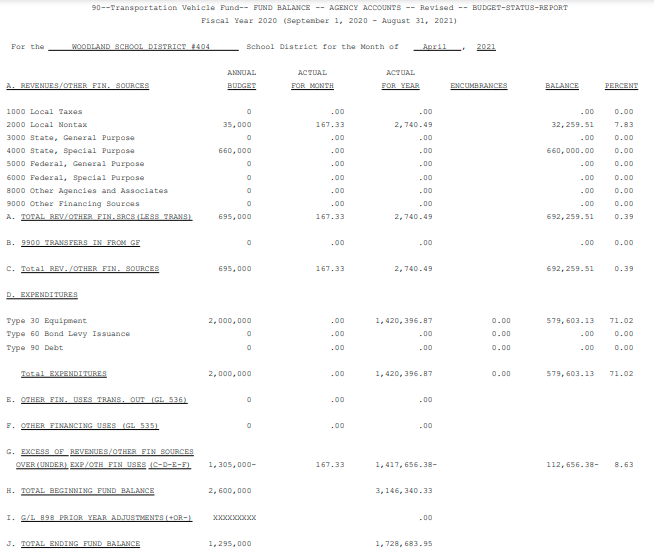 90--Transportation Vehicle Fund-- FUND BALANCE -- AGENCY ACCOUNTS -- Revised -- BUDGET-STATUS-REPORT
Fiscal Year 2020 (September 1, 2020 - August 31, 2021)
For the WOODLAND SCHOOL DISTRICT #404 School District for the Month of April , 2021
ANNUAL ACTUAL ACTUAL
A. REVENUES/OTHER FIN. SOURCES BUDGET FOR MONTH FOR YEAR ENCUMBRANCES BALANCE PERCENT
1000 Local Taxes 0 .00 .00 .00 0.00
2000 Local Nontax 35,000 167.33 2,740.49 32,259.51 7.83
3000 State, General Purpose 0 .00 .00 .00 0.00
4000 State, Special Purpose 660,000 .00 .00 660,000.00 0.00
5000 Federal, General Purpose 0 .00 .00 .00 0.00
6000 Federal, Special Purpose 0 .00 .00 .00 0.00
8000 Other Agencies and Associates 0 .00 .00 .00 0.00
9000 Other Financing Sources 0 .00 .00 .00 0.00
A. TOTAL REV/OTHER FIN.SRCS(LESS TRANS) 695,000 167.33 2,740.49 692,259.51 0.39
B. 9900 TRANSFERS IN FROM GF 0 .00 .00 .00 0.00
C. Total REV./OTHER FIN. SOURCES 695,000 167.33 2,740.49 692,259.51 0.39
D. EXPENDITURES
Type 30 Equipment 2,000,000 .00 1,420,396.87 0.00 579,603.13 71.02
Type 60 Bond Levy Issuance 0 .00 .00 0.00 .00 0.00
Type 90 Debt 0 .00 .00 0.00 .00 0.00
Total EXPENDITURES 2,000,000 .00 1,420,396.87 0.00 579,603.13 71.02
E. OTHER FIN. USES TRANS. OUT (GL 536) 0 .00 .00
F. OTHER FINANCING USES (GL 535) 0 .00 .00
G. EXCESS OF REVENUES/OTHER FIN SOURCES
OVER(UNDER) EXP/OTH FIN USES (C-D-E-F) 1,305,000- 167.33 1,417,656.38- 112,656.38- 8.63
H. TOTAL BEGINNING FUND BALANCE 2,600,000 3,146,340.33
I. G/L 898 PRIOR YEAR ADJUSTMENTS(+OR-) XXXXXXXXX .00
J. TOTAL ENDING FUND BALANCE 1,295,000 1,728,683.95